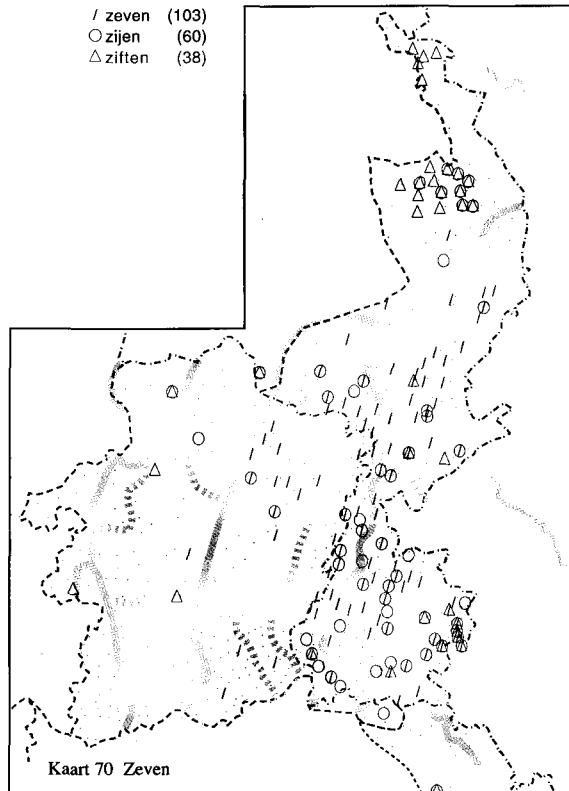 / zeven (103)
○ zijen (60)
△ ziften (38)
Kaart 70 Zeven